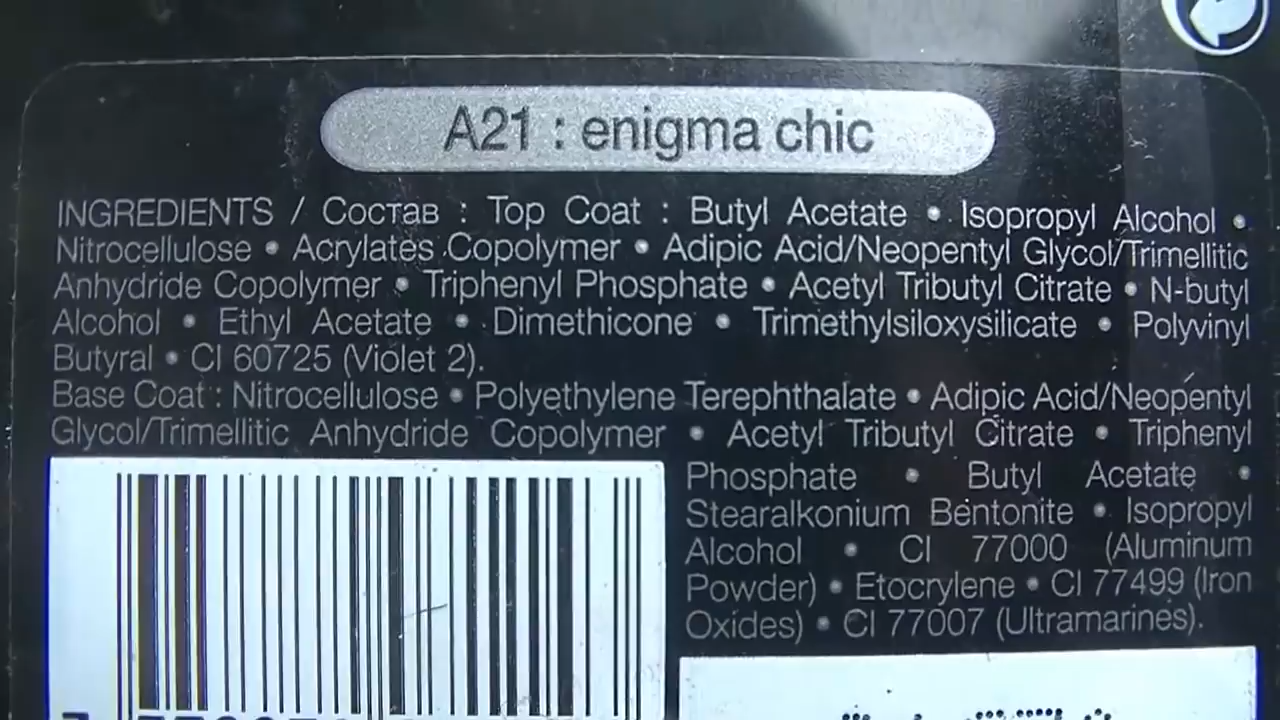 A21 : enigma chic
INGREDIENTS / Состав : Top Coat : Butyl Acetate • Isopropyl Alcohol •
Nitrocellulose • Acrylates Copolymer • Adipic Acid/Neopentyl Glycol/Trimellitic
Anhydride Copolymer • Triphenyl Phosphate • Acetyl Tributyl Citrate • N-butyl
Alcohol • Ethyl Acetate • Dimethicone • Trimethylsiloxysilicate • Polyvinyl
Butyral • CI 60725 (Violet 2).
Base Coat : Nitrocellulose • Polyethylene Terephthalate • Adipic Acid/Neopentyl
Glycol/Trimellitic Anhydride Copolymer • Acetyl Tributyl Citrate • Triphenyl
Phosphate • Butyl Acetate •
Stearalkonium Bentonite • Isopropyl
Alcohol • CI 77000 (Aluminum
Powder) • Etocrylene • CI 77499 (Iron
Oxides) • CI 77007 (Ultramarines).